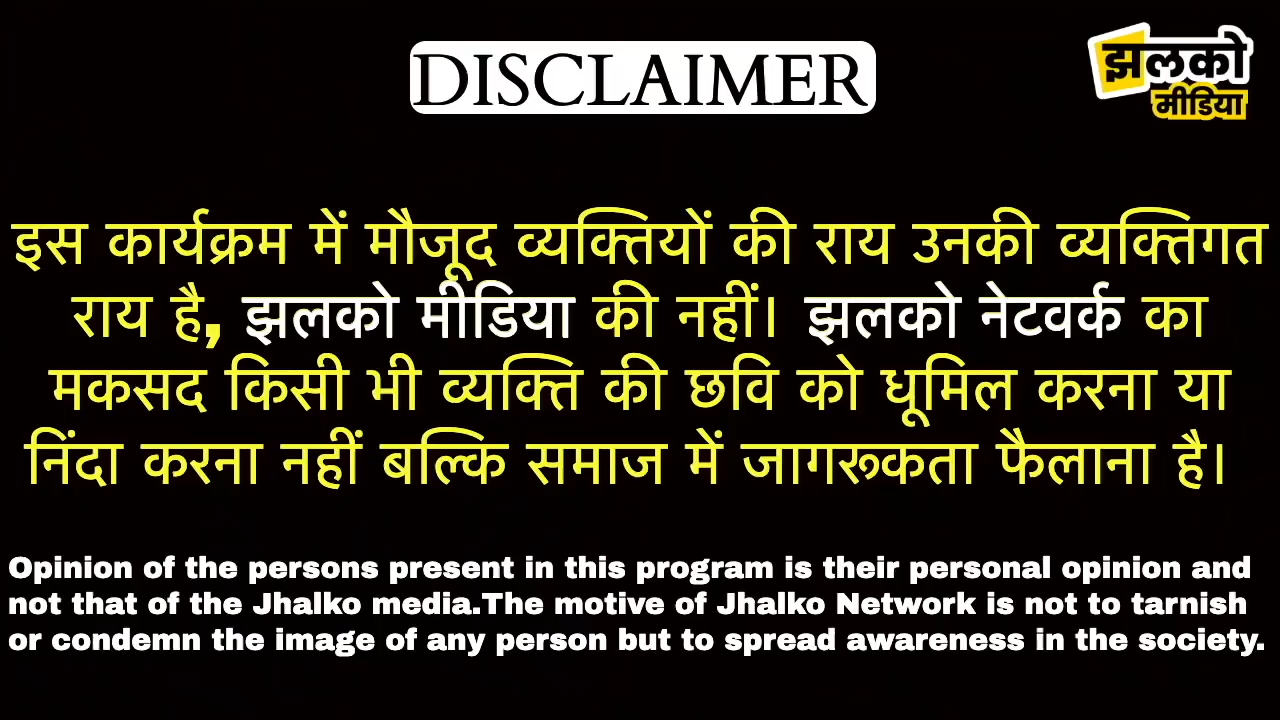 DISCLAIMER
झलको
मीडिया
इस कार्यक्रम में मौजूद व्यक्तियों की राय उनकी व्यक्तिगत
राय है, झलको मीडिया की नहीं। झलको नेटवर्क का
मकसद किसी भी व्यक्ति की छवि को धूमिल करना या
निंदा करना नहीं बल्कि समाज में जागरूकता फैलाना है।
Opinion of the persons present in this program is their personal opinion and
not that of the Jhalko media.The motive of Jhalko Network is not to tarnish
or condemn the image of any person but to spread awareness in the society.